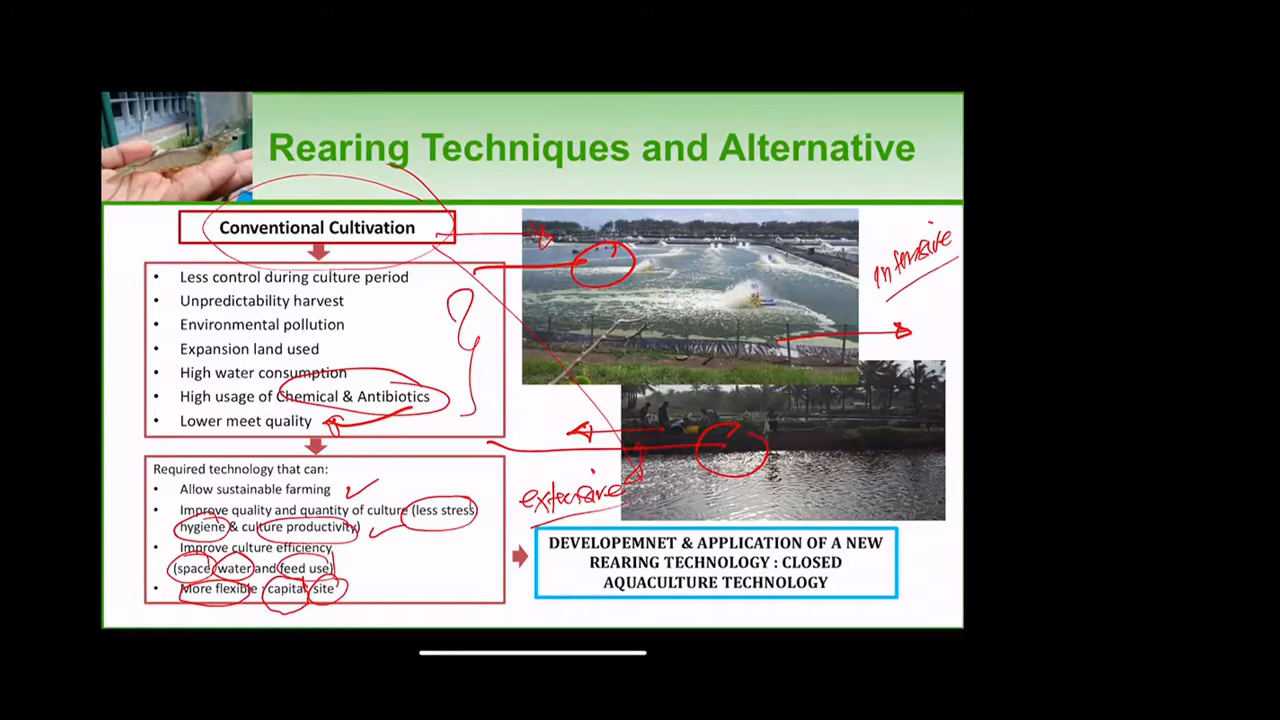 Rearing Techniques and Alternative
Conventional Cultivation
• Less control during culture period
• Unpredictability harvest
• Environmental pollution
• Expansion land used
• High water consumption
• High usage of Chemical & Antibiotics
• Lower meet quality
Required technology that can:
• Allow sustainable farming
• Improve quality and quantity of culture (less stress
hygiene & culture productivity)
• Improve culture efficiency
(space, water and feed use)
• More flexible : capital, site
intensive
extensive
DEVELOPEMNET & APPLICATION OF A NEW
REARING TECHNOLOGY : CLOSED
AQUACULTURE TECHNOLOGY